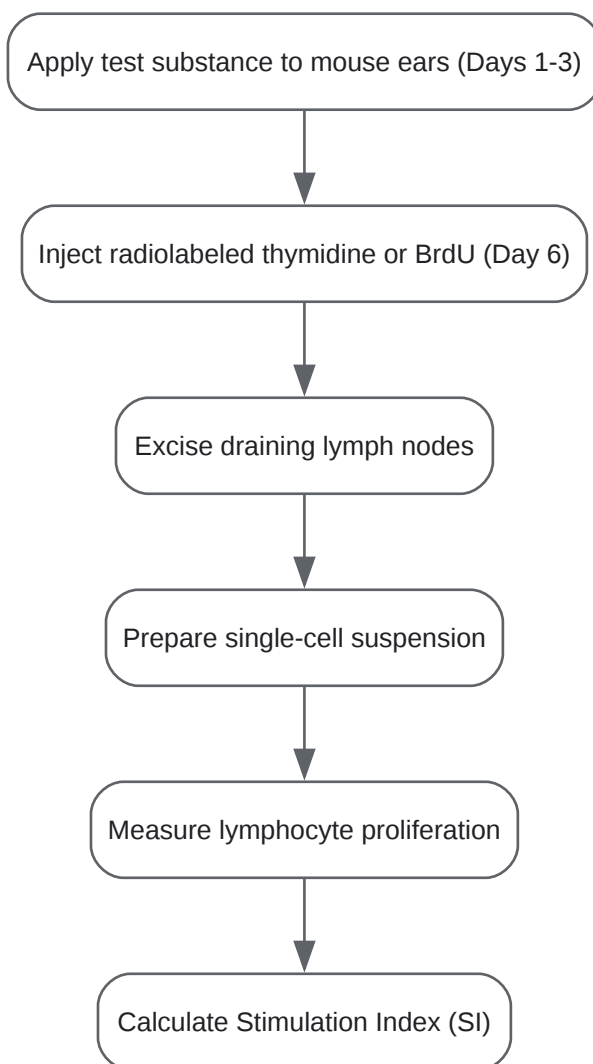 Apply test substance to mouse ears (Days 1-3)
Inject radiolabeled thymidine or BrdU (Day 6)
Excise draining lymph nodes
Prepare single-cell suspension
Measure lymphocyte proliferation
Calculate Stimulation Index (SI)